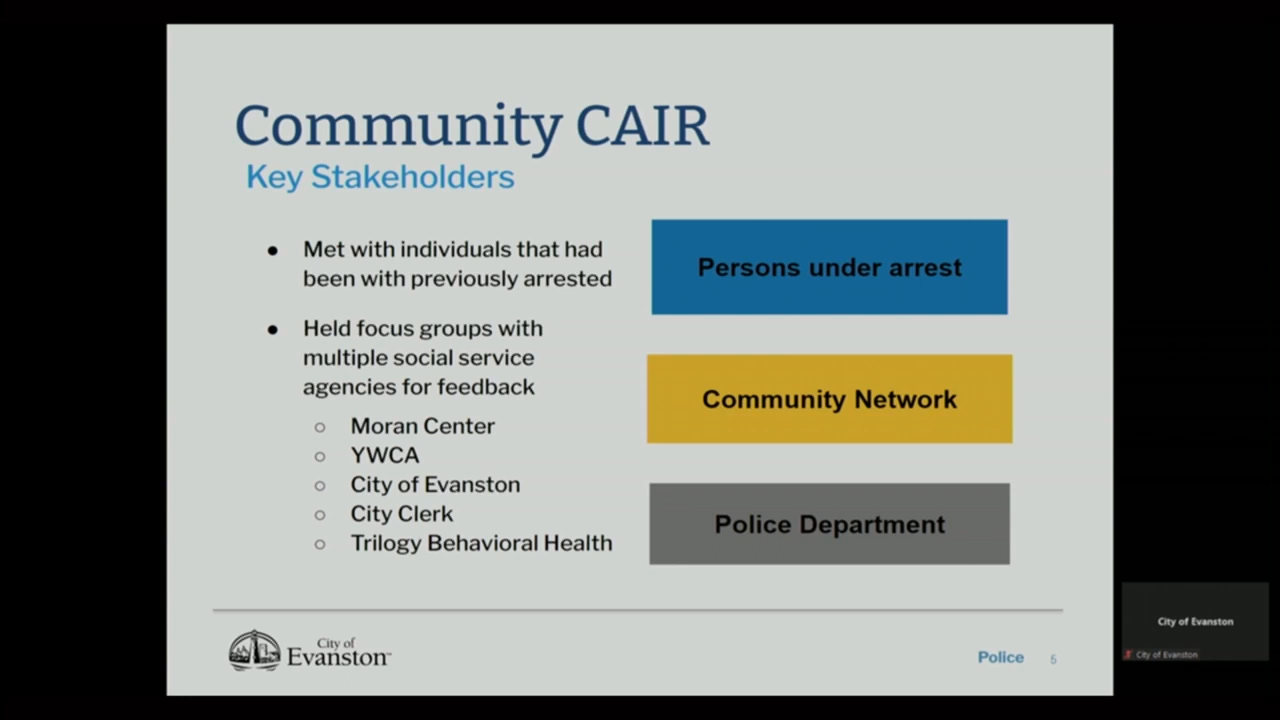 Community CAIR
Key Stakeholders
● Met with individuals that had
been with previously arrested
● Held focus groups with
multiple social service
agencies for feedback
○ Moran Center
○ YWCA
○ City of Evanston
○ City Clerk
○ Trilogy Behavioral Health
Persons under arrest
Community Network
Police Department
City of
Evanston™
Police 5
City of Evanston
City of Evanston